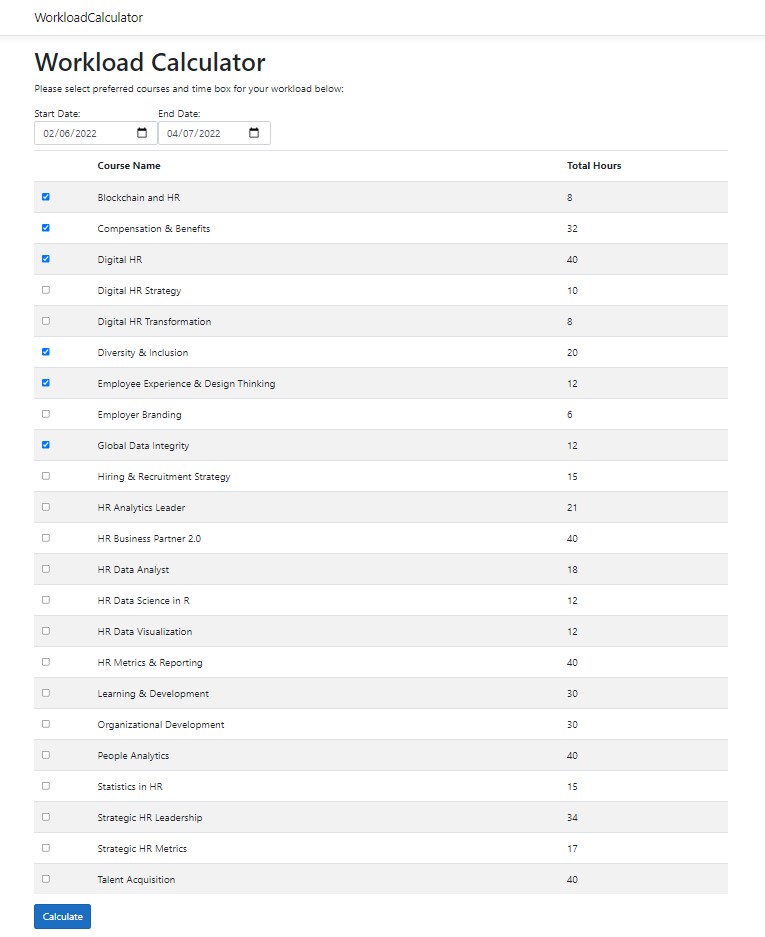 WorkloadCalculator
Workload Calculator
Please select preferred courses and time box for your workload below:
Start Date: End Date:
02/06/2022 04/07/2022
Course Name Total Hours
Blockchain and HR 8
Compensation & Benefits 32
Digital HR 40
Digital HR Strategy 10
Digital HR Transformation 8
Diversity & Inclusion 20
Employee Experience & Design Thinking 12
Employer Branding 6
Global Data Integrity 12
Hiring & Recruitment Strategy 15
HR Analytics Leader 21
HR Business Partner 2.0 40
HR Data Analyst 18
HR Data Science in R 12
HR Data Visualization 12
HR Metrics & Reporting 40
Learning & Development 30
Organizational Development 30
People Analytics 40
Statistics in HR 15
Strategic HR Leadership 34
Strategic HR Metrics 17
Talent Acquisition 40
Calculate